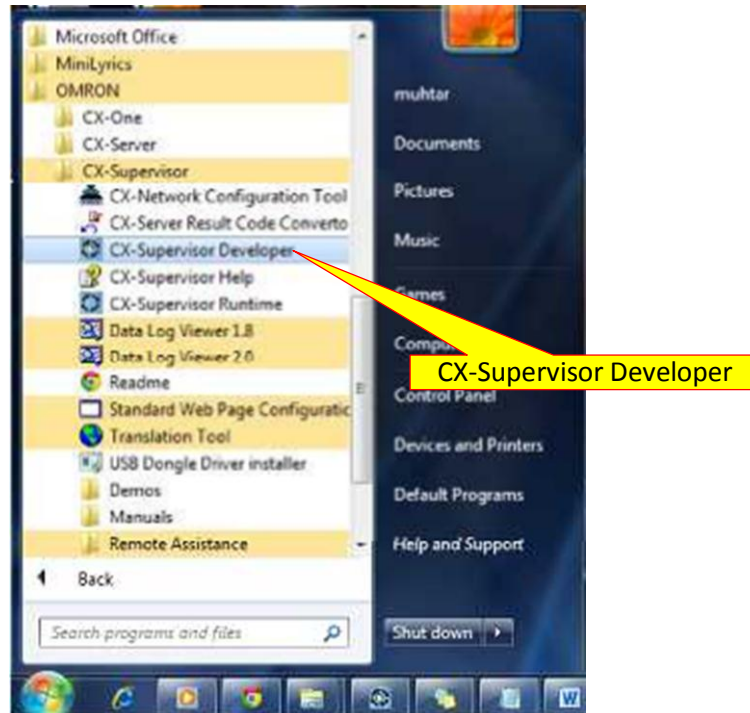 Microsoft Office
MiniLyrics
OMRON
CX-One
CX-Server
CX-Supervisor
CX-Network Configuration Tool
CX-Server Result Code Converto
CX-Supervisor Developer
CX-Supervisor Help
CX-Supervisor Runtime
Data Log Viewer 1.8
Data Log Viewer 2.0
Readme
Standard Web Page Configuratic
Translation Tool
USB Dongle Driver installer
Demos
Manuals
Remote Assistance
Back
Search programs and files
muhtar
Documents
Pictures
Music
Games
Compu
Control Panel
Devices and Printers
Default Programs
Help and Support
Shut down
CX-Supervisor Developer
W